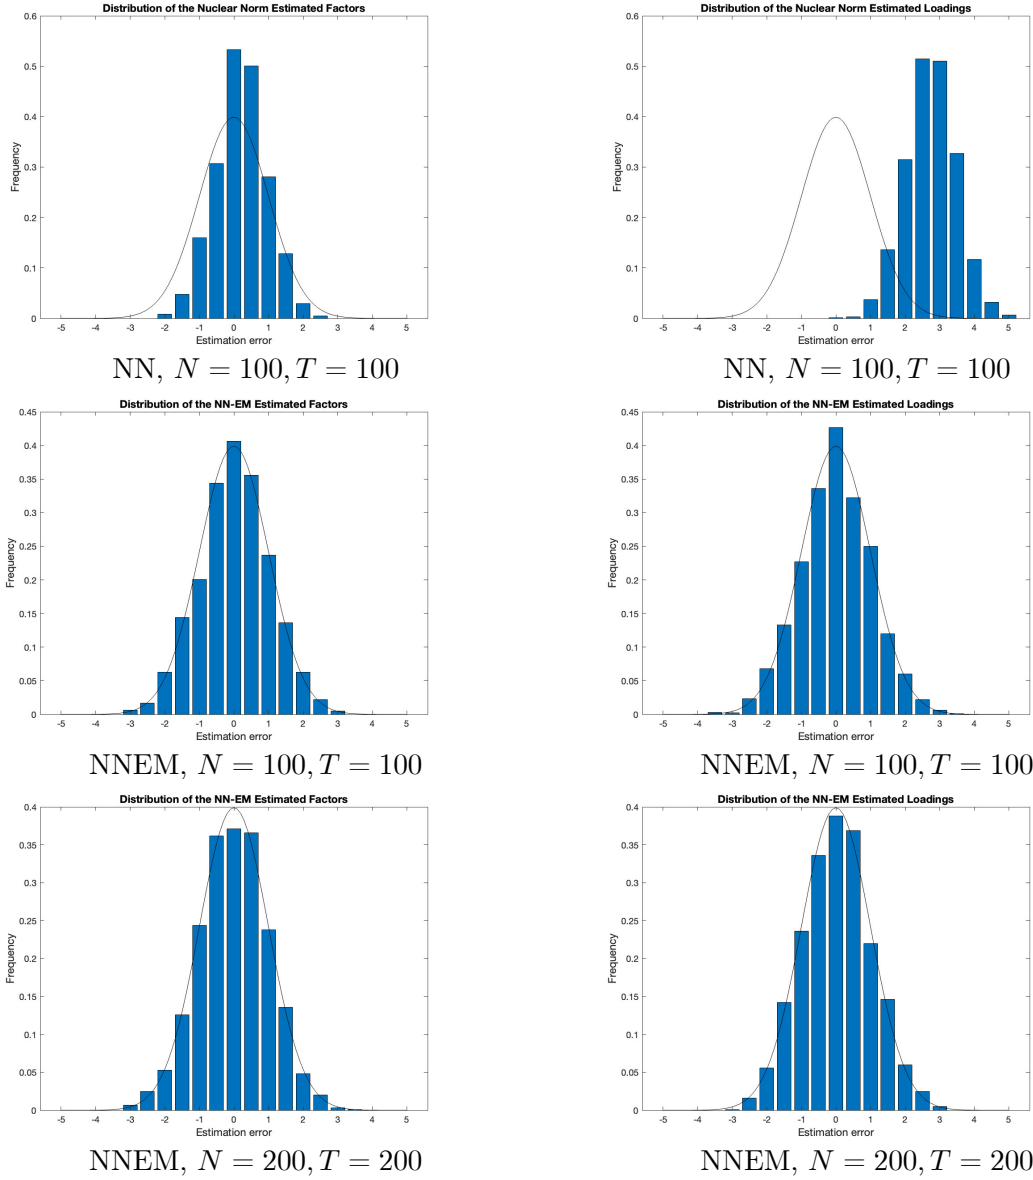 Distribution of the Nuclear Norm Estimated Factors
0.6
0.5
0.4
0.3
0.2
0.1
0
Frequency
-5 -4 -3 -2 -1 0 1 2 3 4 5
Estimation error
NN, N = 100, T = 100
Distribution of the Nuclear Norm Estimated Loadings
0.6
0.5
0.4
0.3
0.2
0.1
0
Frequency
-5 -4 -3 -2 -1 0 1 2 3 4 5
Estimation error
NN, N = 100, T = 100
Distribution of the NN-EM Estimated Factors
0.45
0.4
0.35
0.3
0.25
0.2
0.15
0.1
0.05
0
Frequency
-5 -4 -3 -2 -1 0 1 2 3 4 5
Estimation error
NNEM, N = 100, T = 100
Distribution of the NN-EM Estimated Loadings
0.45
0.4
0.35
0.3
0.25
0.2
0.15
0.1
0.05
0
Frequency
-5 -4 -3 -2 -1 0 1 2 3 4 5
Estimation error
NNEM, N = 100, T = 100
Distribution of the NN-EM Estimated Factors
0.4
0.35
0.3
0.25
0.2
0.15
0.1
0.05
0
Frequency
-5 -4 -3 -2 -1 0 1 2 3 4 5
Estimation error
NNEM, N = 200, T = 200
Distribution of the NN-EM Estimated Loadings
0.4
0.35
0.3
0.25
0.2
0.15
0.1
0.05
0
Frequency
-5 -4 -3 -2 -1 0 1 2 3 4 5
Estimation error
NNEM, N = 200, T = 200